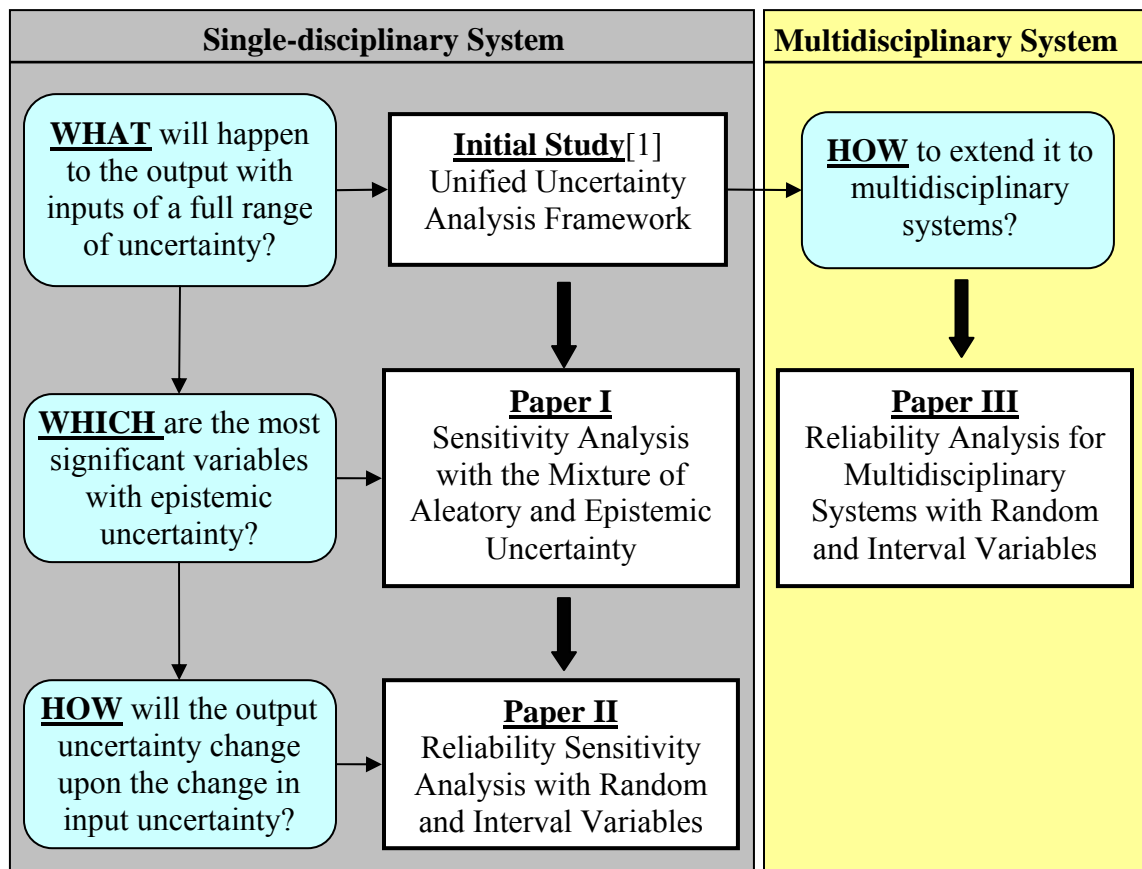 Single-disciplinary System
Multidisciplinary System
WHAT will happen
to the output with
inputs of a full range
of uncertainty?
Initial Study[1]
Unified Uncertainty
Analysis Framework
HOW to extend it to
multidisciplinary
systems?
WHICH are the most
significant variables
with epistemic
uncertainty?
Paper I
Sensitivity Analysis
with the Mixture of
Aleatory and Epistemic
Uncertainty
Paper III
Reliability Analysis for
Multidisciplinary
Systems with Random
and Interval Variables
HOW will the output
uncertainty change
upon the change in
input uncertainty?
Paper II
Reliability Sensitivity
Analysis with Random
and Interval Variables